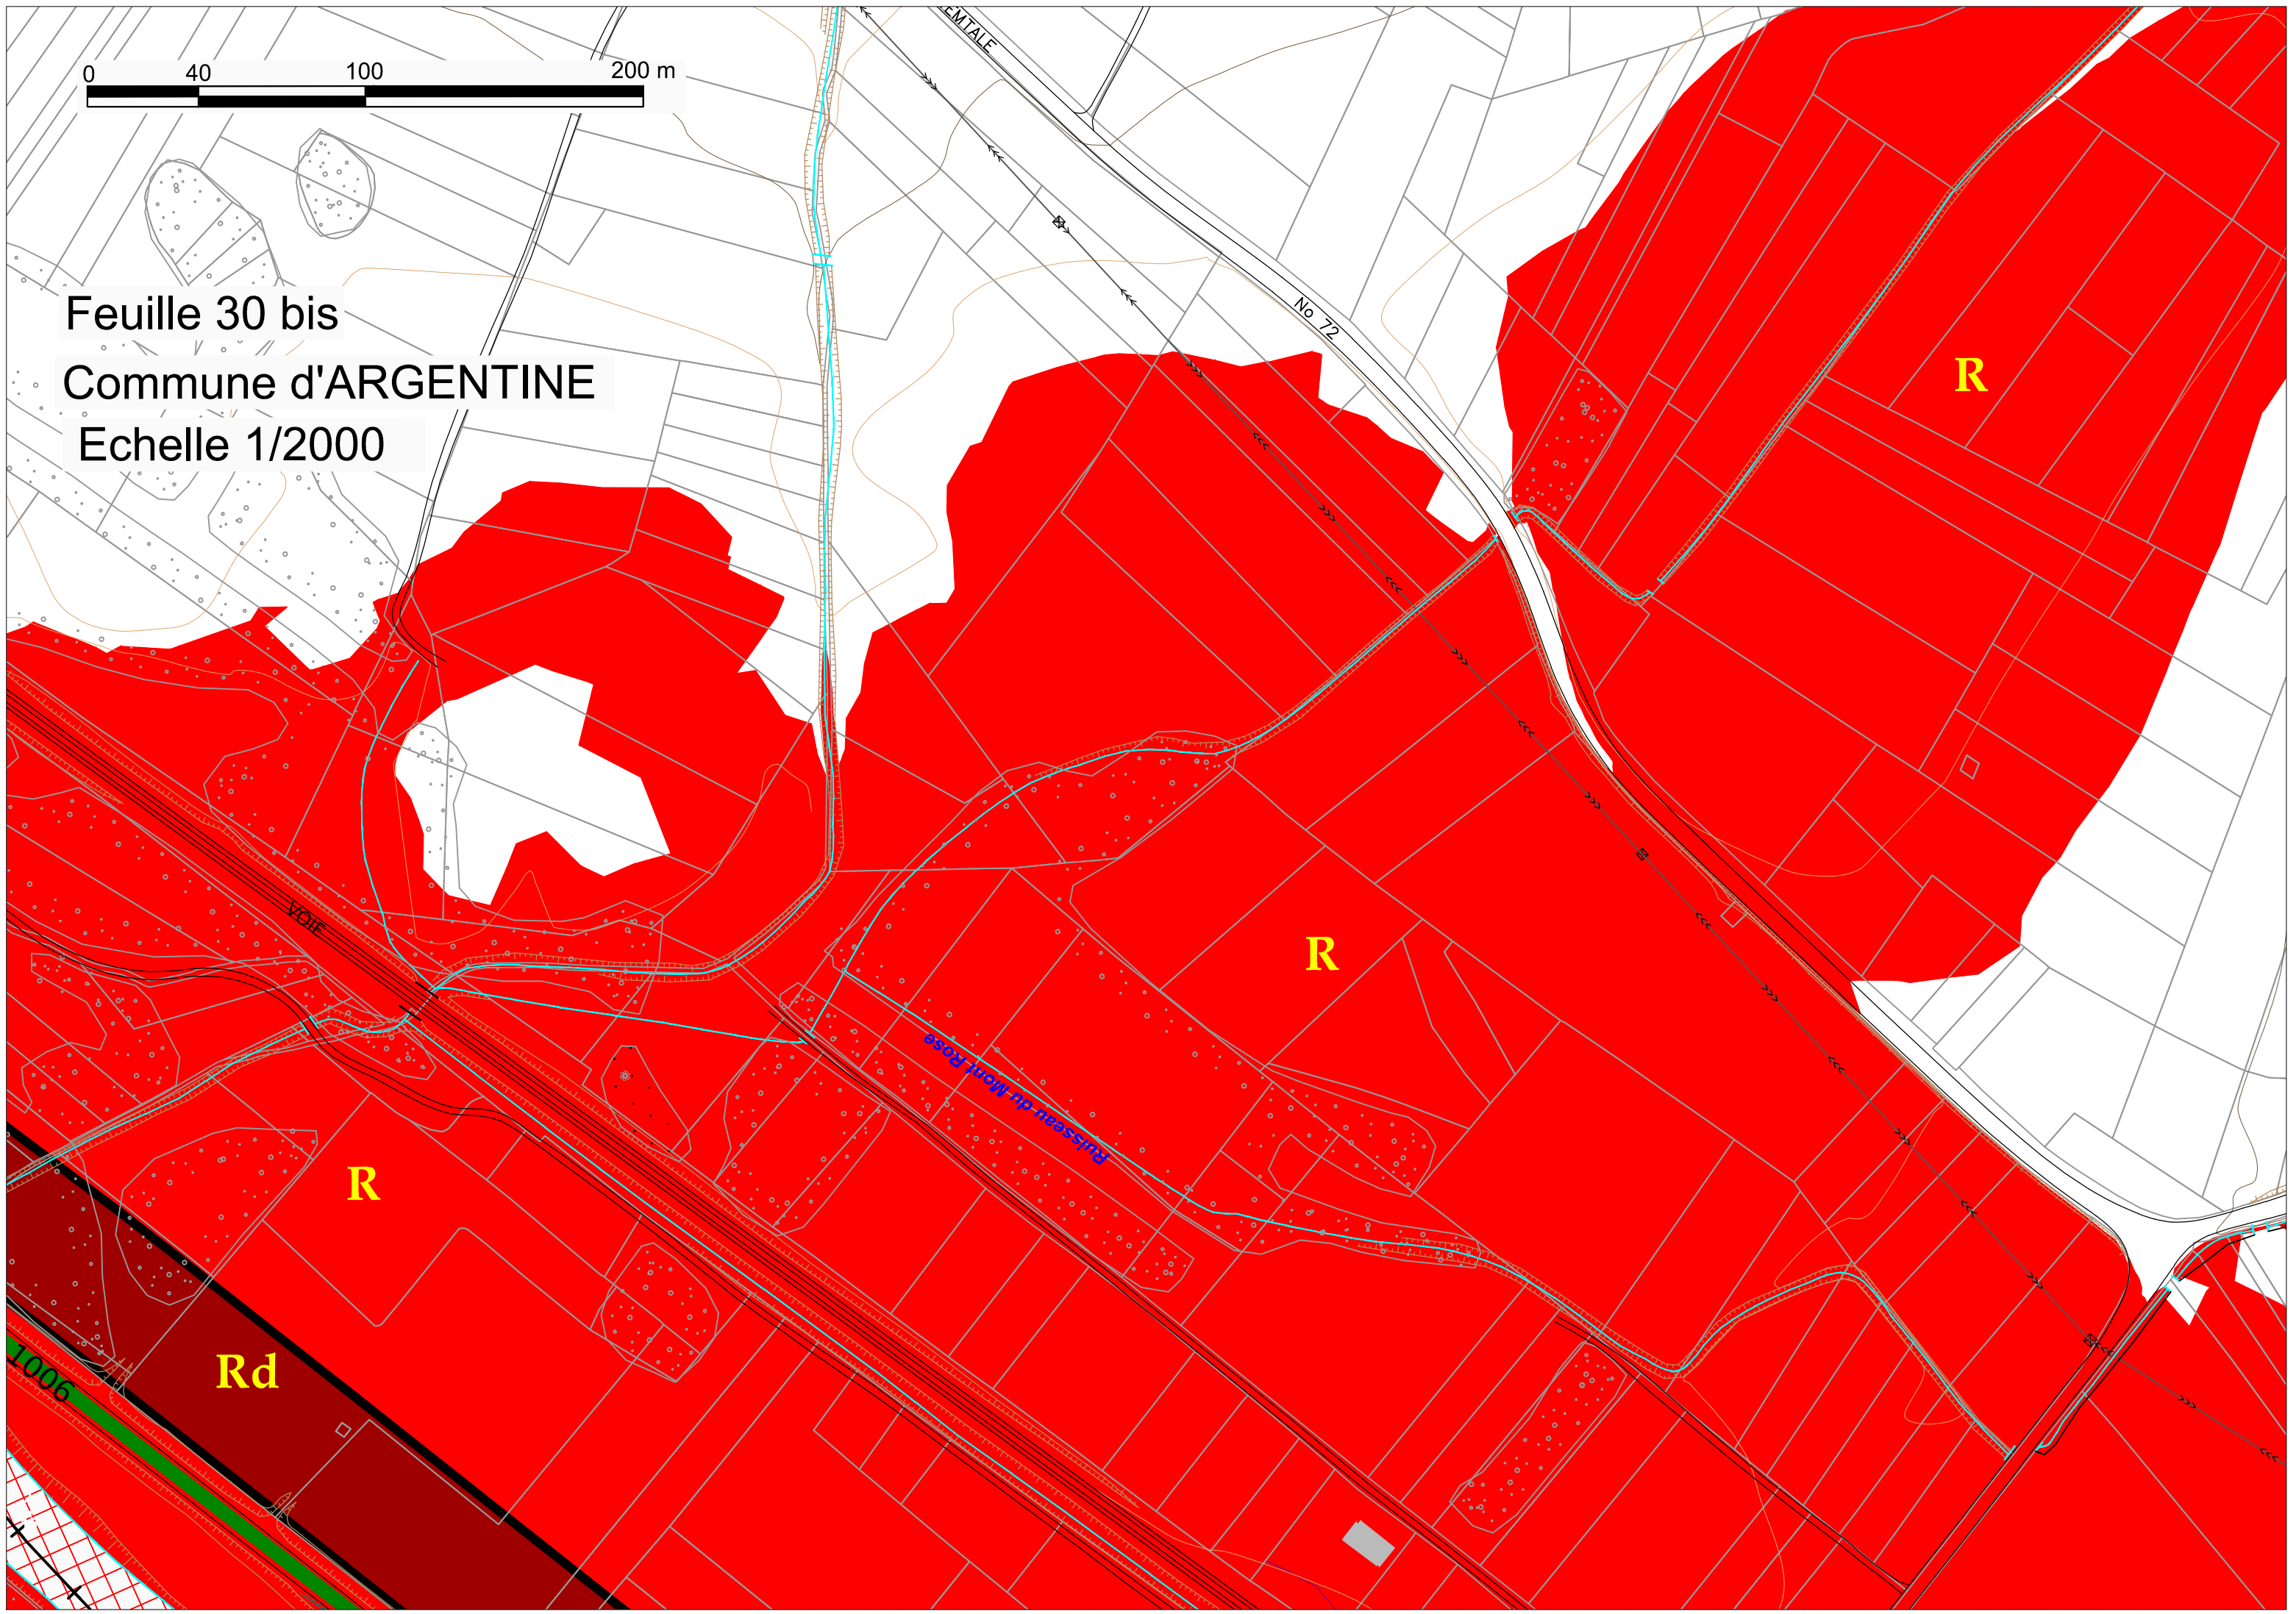 EMTALE
0 40 100 200 m
Feuille 30 bis
No 72
Commune d'ARGENTINE
R
Echelle 1/2000
VOIE
R
Ruisseau du Mont Rose
R
Rd
1006